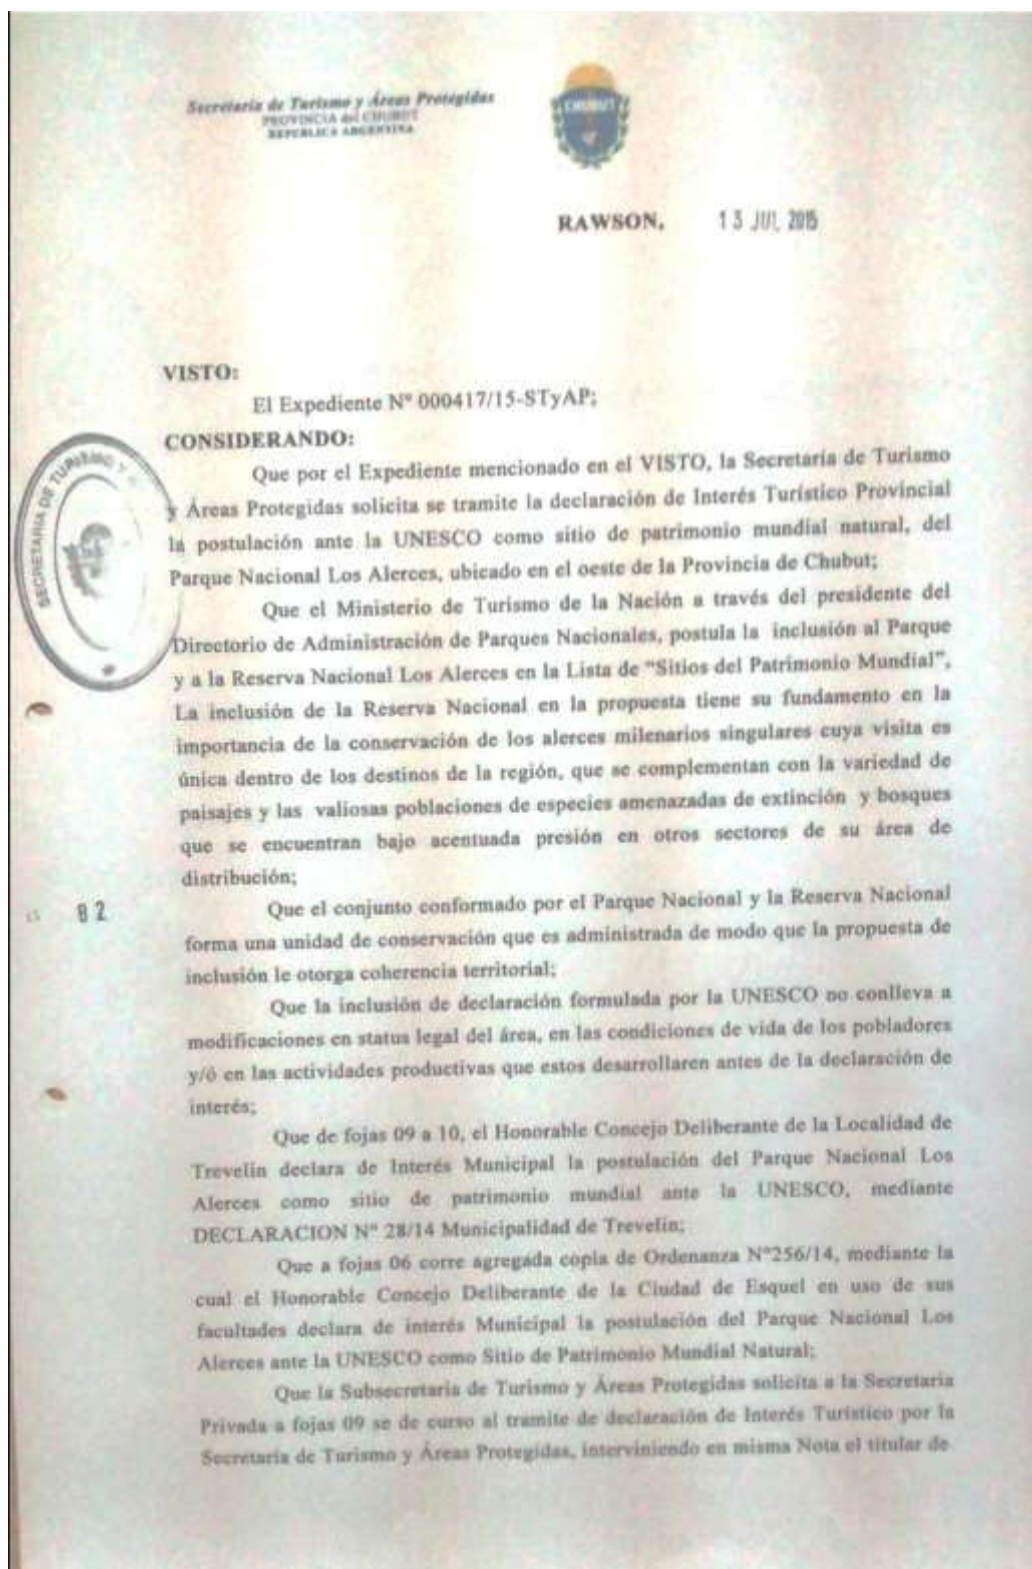 Secretaría de Turismo y Áreas Protegidas
PROVINCIA del CHUBUT
REPUBLICA ARGENTINA
CHUBUT
RAWSON, 13 JUL 2015
VISTO:
El Expediente N° 000417/15-STyAP;
CONSIDERANDO:
Que por el Expediente mencionado en el VISTO, la Secretaría de Turismo
y Áreas Protegidas solicita se tramite la declaración de Interés Turístico Provincial
la postulación ante la UNESCO como sitio de patrimonio mundial natural, del
Parque Nacional Los Alerces, ubicado en el oeste de la Provincia de Chubut;
SECRETARIA DE TURISMO Y
Que el Ministerio de Turismo de la Nación a través del presidente del
Directorio de Administración de Parques Nacionales, postula la inclusión al Parque
y a la Reserva Nacional Los Alerces en la Lista de “Sitios del Patrimonio Mundial”,
La inclusión de la Reserva Nacional en la propuesta tiene su fundamento en la
importancia de la conservación de los alerces milenarios singulares cuya visita es
única dentro de los destinos de la región, que se complementan con la variedad de
paisajes y las valiosas poblaciones de especies amenazadas de extinción y bosques
que se encuentran bajo acentuada presión en otros sectores de su área de
distribución;
82
Que el conjunto conformado por el Parque Nacional y la Reserva Nacional
forma una unidad de conservación que es administrada de modo que la propuesta de
inclusión le otorga coherencia territorial;
Que la inclusión de declaración formulada por la UNESCO no conlleva a
modificaciones en status legal del área, en las condiciones de vida de los pobladores
y/ó en las actividades productivas que estos desarrollaren antes de la declaración de
interés;
Que de fojas 09 a 10, el Honorable Concejo Deliberante de la Localidad de
Trevelin declara de Interés Municipal la postulación del Parque Nacional Los
Alerces como sitio de patrimonio mundial ante la UNESCO, mediante
DECLARACION N° 28/14 Municipalidad de Trevelin;
Que a fojas 06 corre agregada copia de Ordenanza N°256/14, mediante la
cual el Honorable Concejo Deliberante de la Ciudad de Esquel en uso de sus
facultades declara de interés Municipal la postulación del Parque Nacional Los
Alerces ante la UNESCO como Sitio de Patrimonio Mundial Natural;
Que la Subsecretaria de Turismo y Áreas Protegidas solicita a la Secretaria
Privada a fojas 09 se de curso al tramite de declaración de Interés Turístico por la
Secretaría de Turismo y Áreas Protegidas, interviniendo en misma Nota el titular de